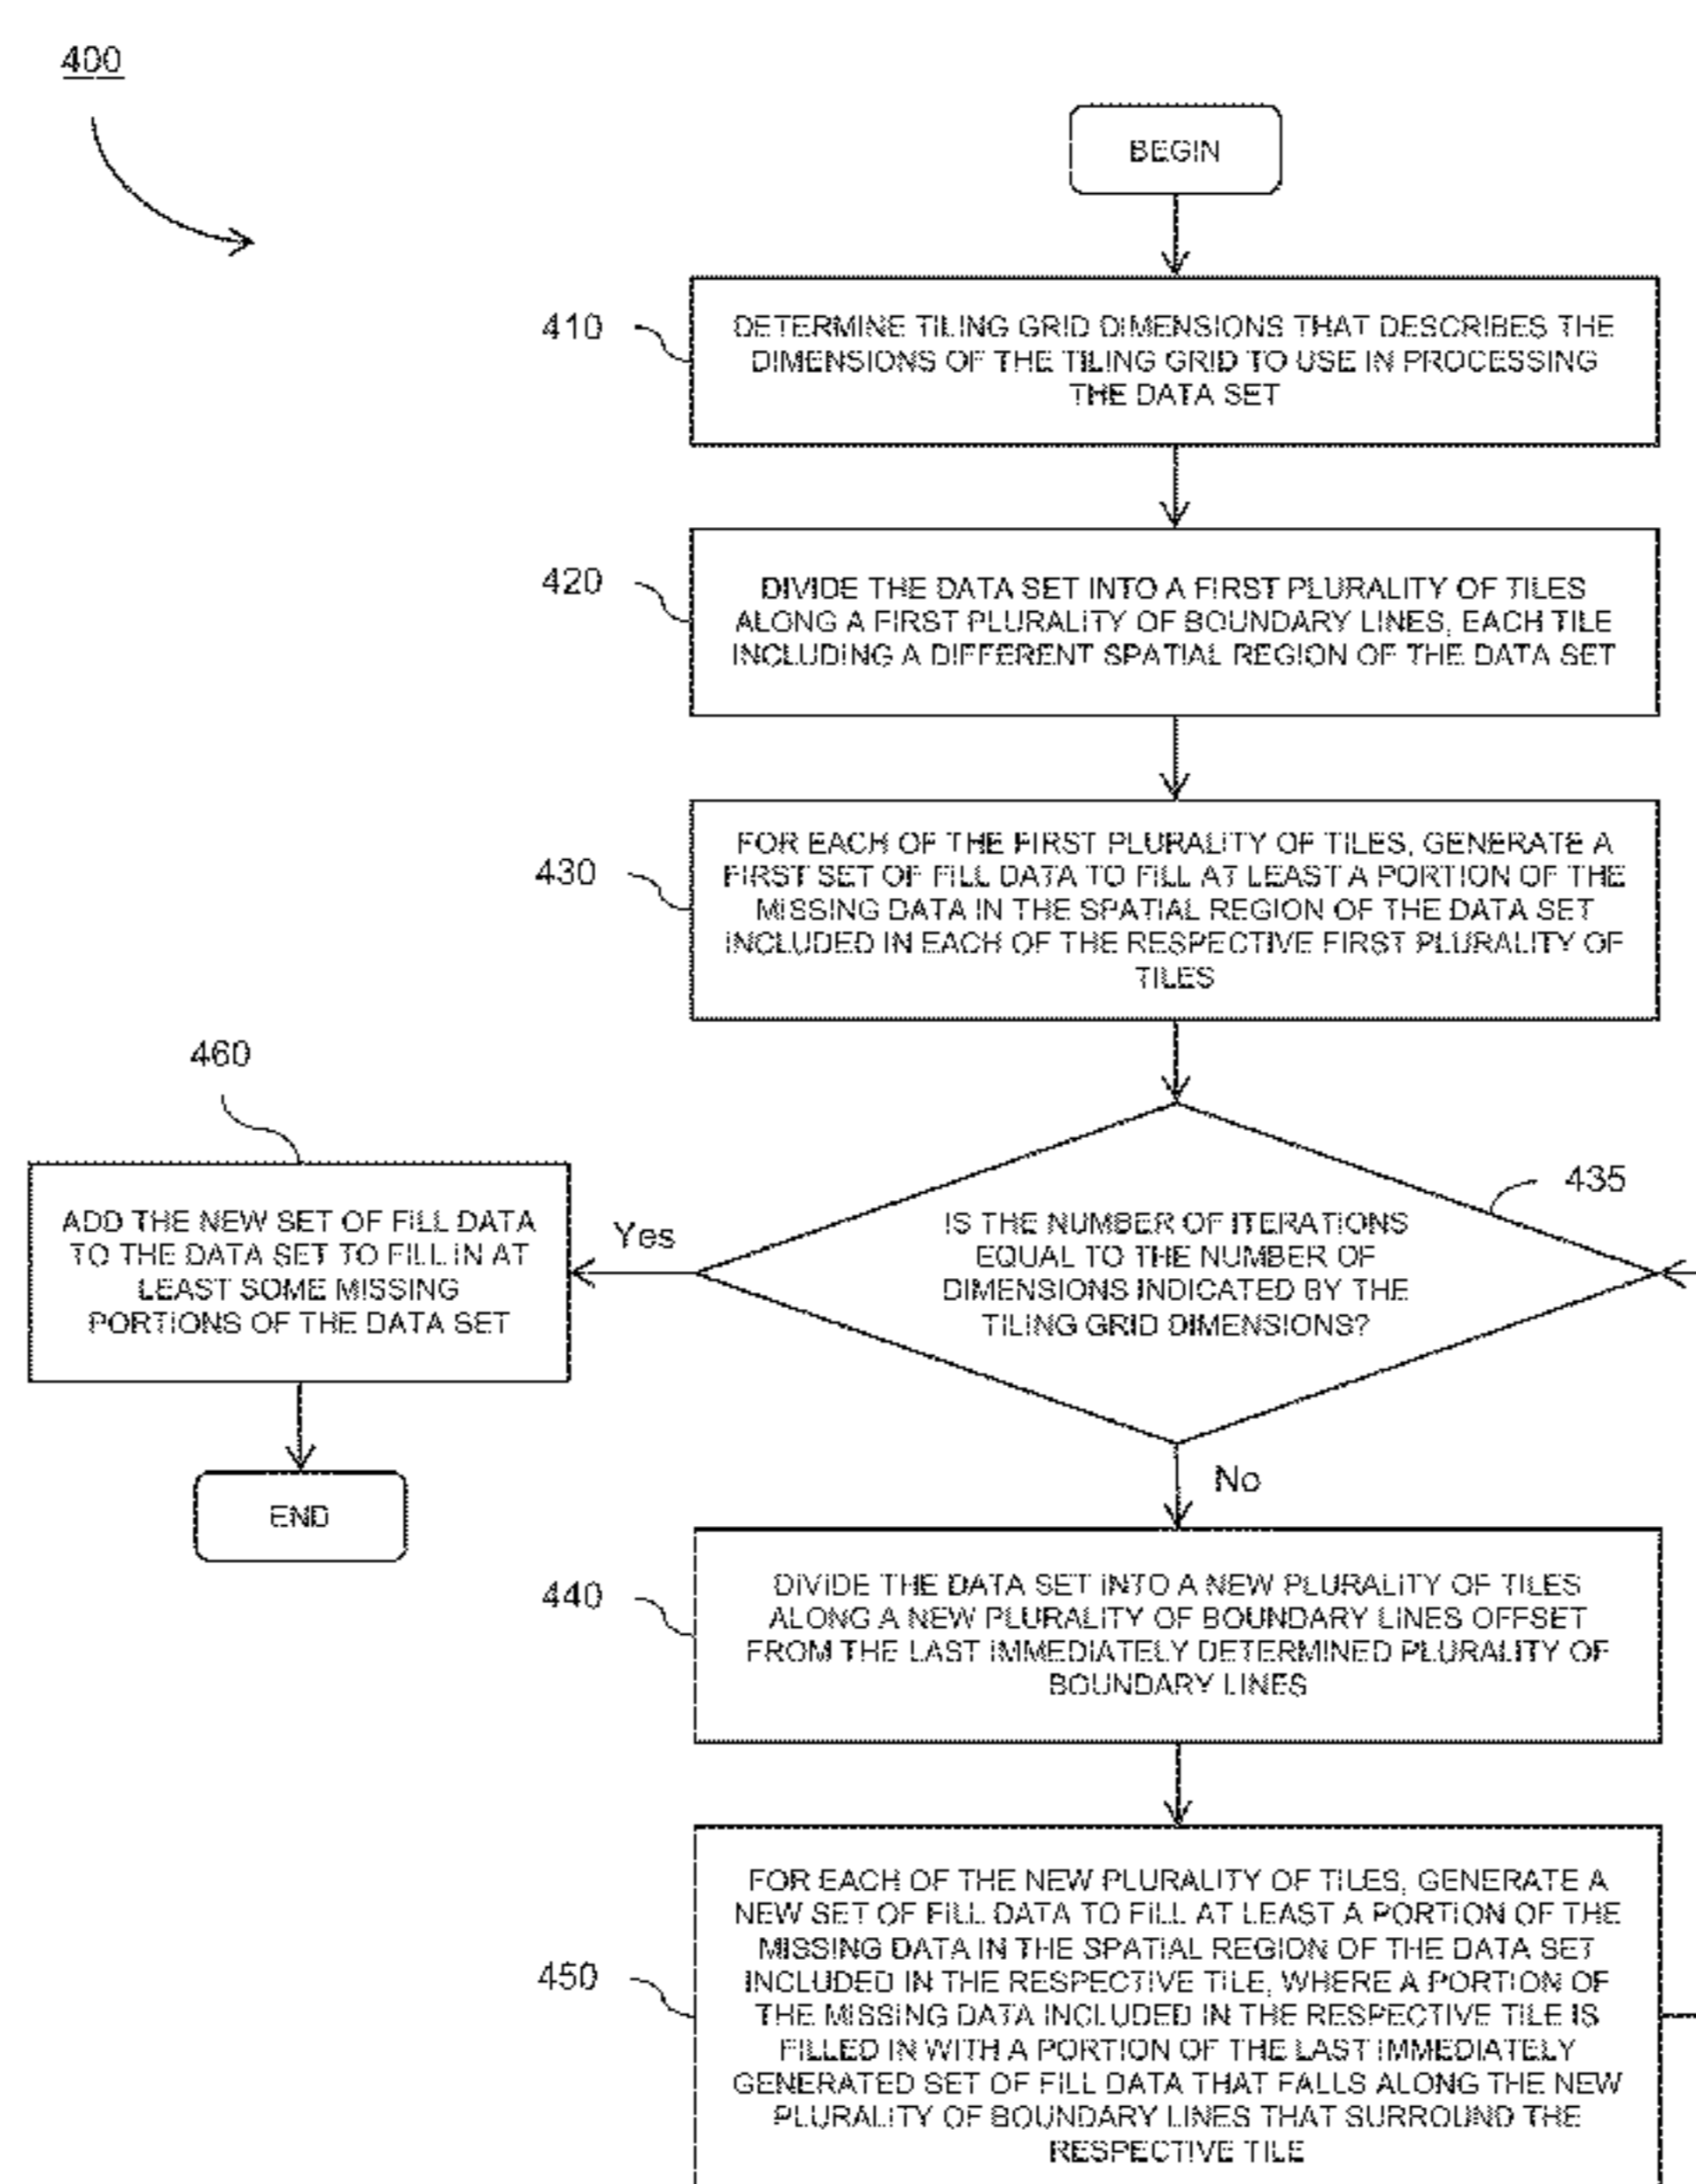 400
BEGIN
410
DETERMINE TILING GRID DIMENSIONS THAT DESCRIBES THE
DIMENSIONS OF THE TILING GRID TO USE IN PROCESSING
THE DATA SET
420
DIVIDE THE DATA SET INTO A FIRST PLURALITY OF TILES
ALONG A FIRST PLURALITY OF BOUNDARY LINES, EACH TILE
INCLUDING A DIFFERENT SPATIAL REGION OF THE DATA SET
430
FOR EACH OF THE FIRST PLURALITY OF TILES, GENERATE A
FIRST SET OF FILL DATA TO FILL AT LEAST A PORTION OF THE
MISSING DATA IN THE SPATIAL REGION OF THE DATA SET
INCLUDED IN EACH OF THE RESPECTIVE FIRST PLURALITY OF
TILES
435
IS THE NUMBER OF ITERATIONS
EQUAL TO THE NUMBER OF
DIMENSIONS INDICATED BY THE
TILING GRID DIMENSIONS?
Yes
460
ADD THE NEW SET OF FILL DATA
TO THE DATA SET TO FILL IN AT
LEAST SOME MISSING
PORTIONS OF THE DATA SET
END
No
440
DIVIDE THE DATA SET INTO A NEW PLURALITY OF TILES
ALONG A NEW PLURALITY OF BOUNDARY LINES OFFSET
FROM THE LAST IMMEDIATELY DETERMINED PLURALITY OF
BOUNDARY LINES
450
FOR EACH OF THE NEW PLURALITY OF TILES, GENERATE A
NEW SET OF FILL DATA TO FILL AT LEAST A PORTION OF THE
MISSING DATA IN THE SPATIAL REGION OF THE DATA SET
INCLUDED IN THE RESPECTIVE TILE, WHERE A PORTION OF
THE MISSING DATA INCLUDED IN THE RESPECTIVE TILE IS
FILLED IN WITH A PORTION OF THE LAST IMMEDIATELY
GENERATED SET OF FILL DATA THAT FALLS ALONG THE NEW
PLURALITY OF BOUNDARY LINES THAT SURROUND THE
RESPECTIVE TILE